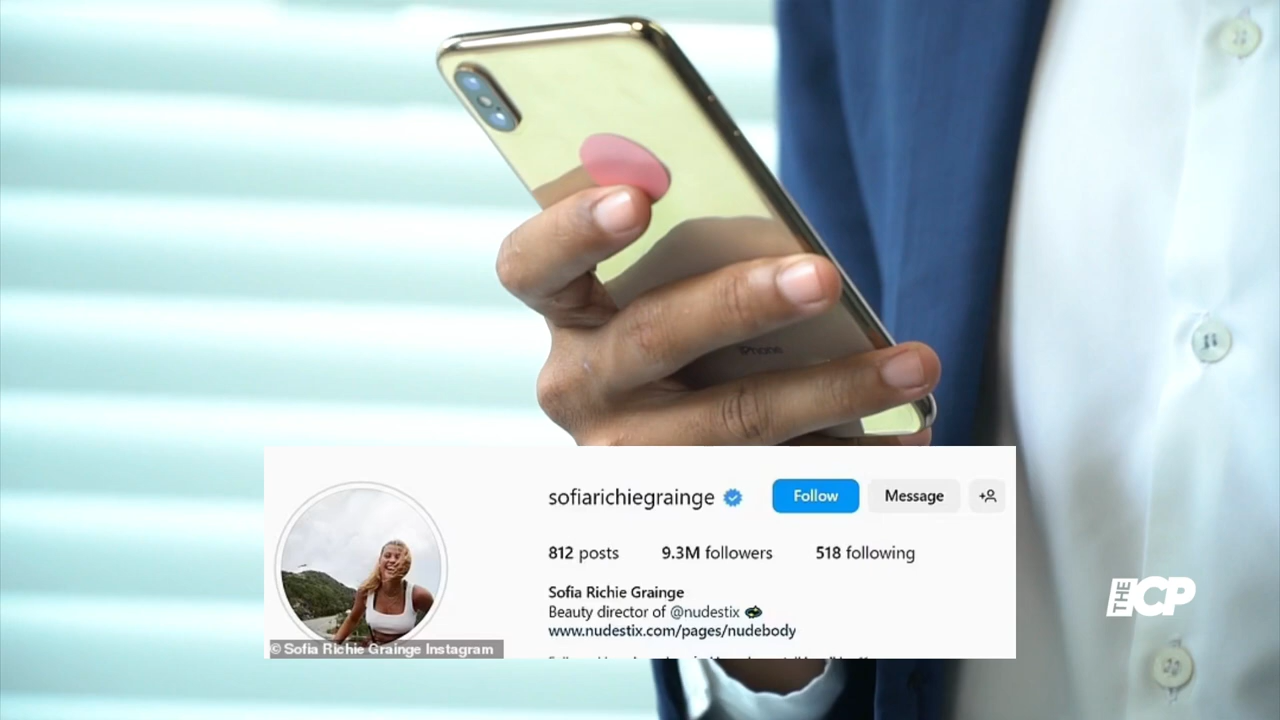 iPhone
sofiarichiegrainge
Follow
Message
812 posts
9.3M followers
518 following
Sofia Richie Grainge
Beauty director of @nudestix
www.nudestix.com/pages/nudebody
© Sofia Richie Grainge Instagram
THE
CP